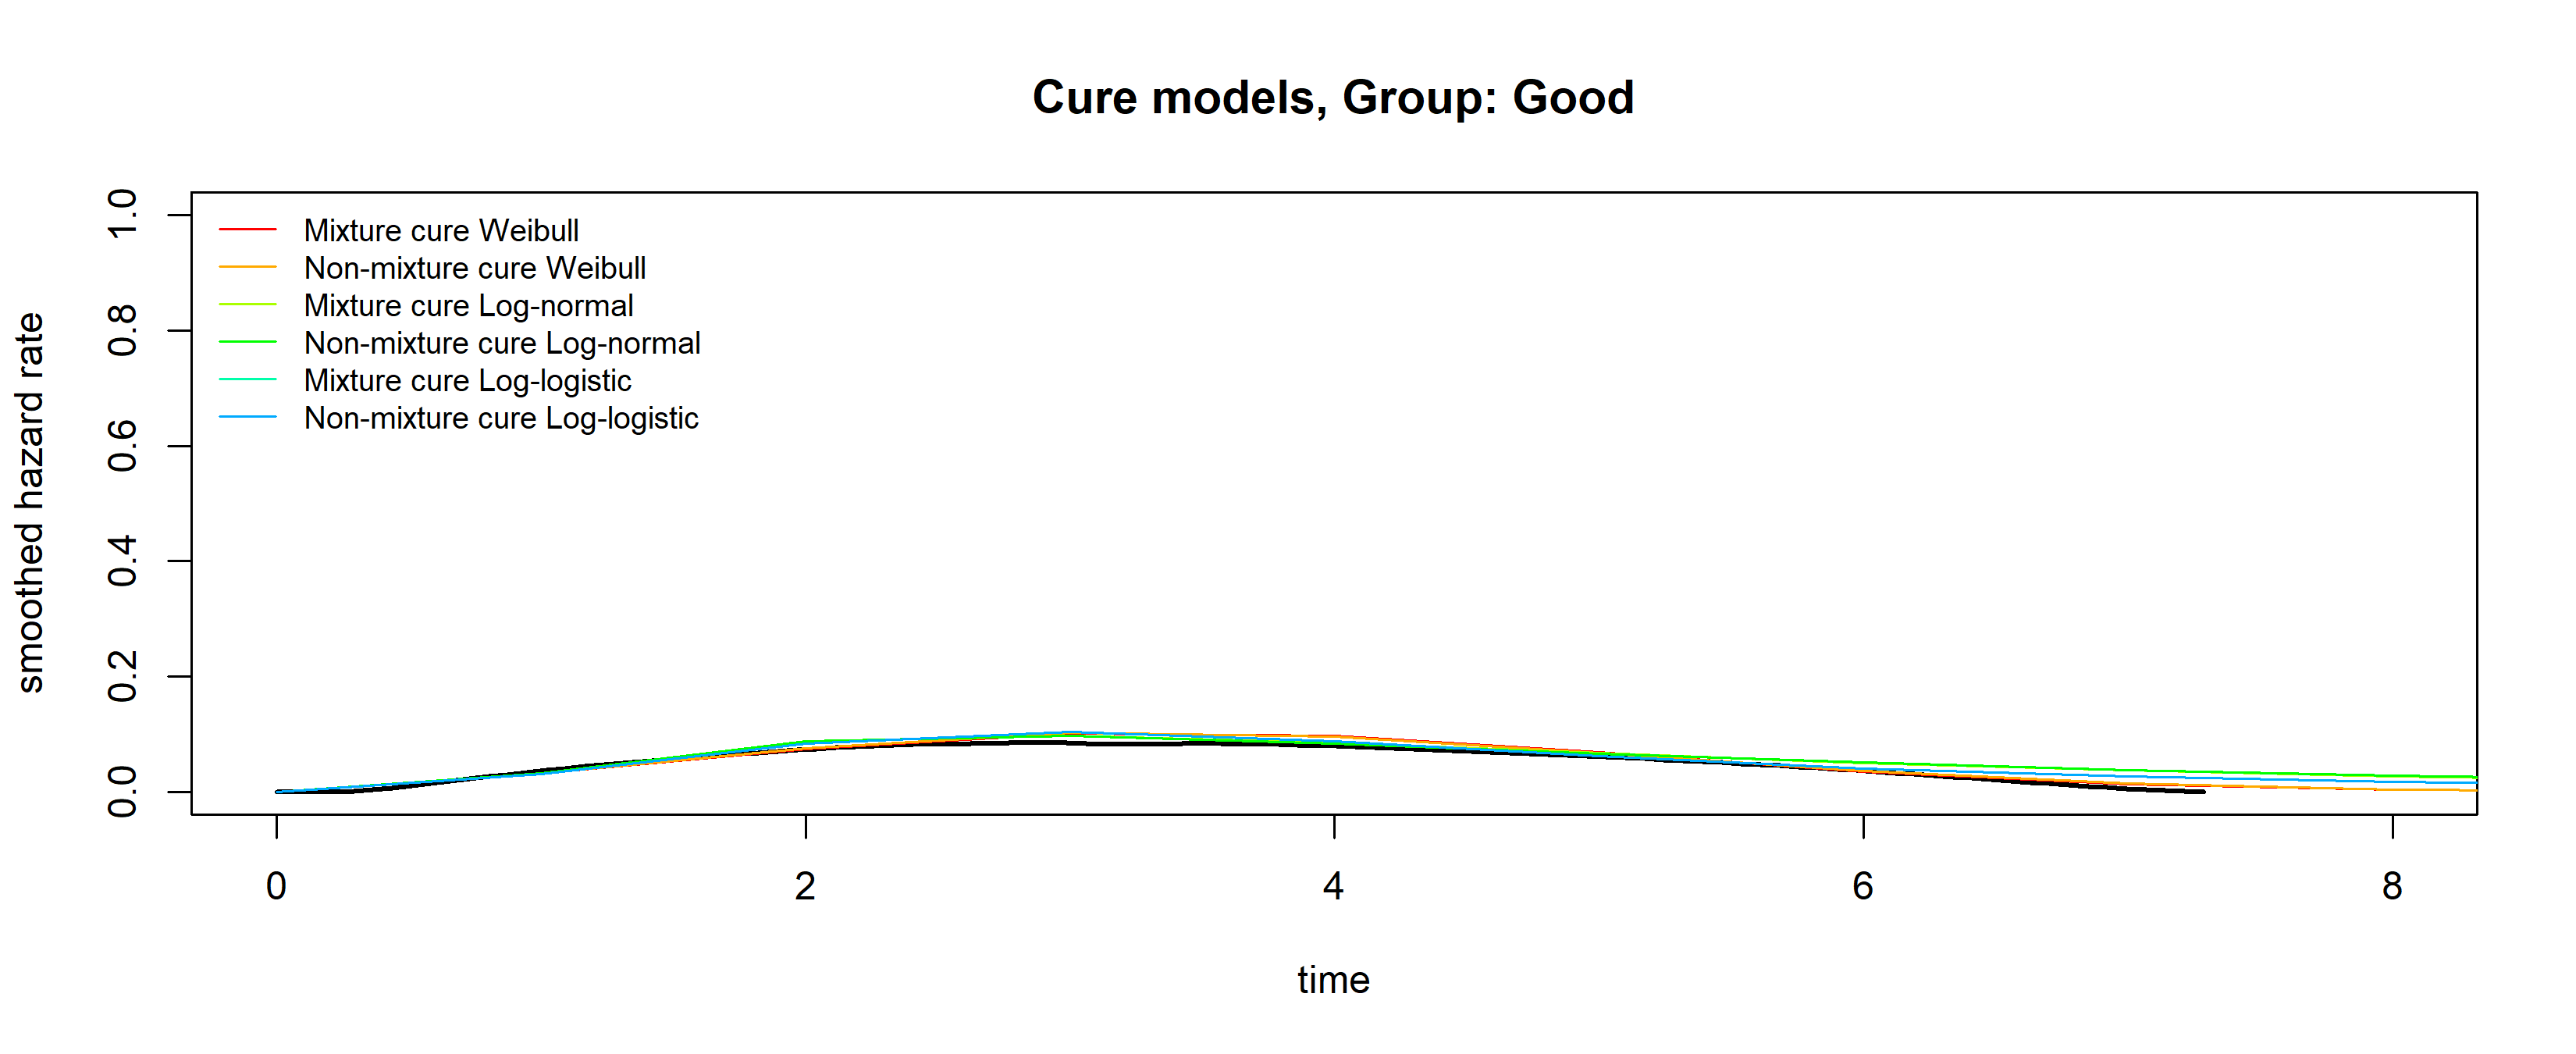 Cure models, Group: Good
smoothed hazard rate
1.0
0.8
0.6
0.4
0.2
0.0
Mixture cure Weibull
Non-mixture cure Weibull
Mixture cure Log-normal
Non-mixture cure Log-normal
Mixture cure Log-logistic
Non-mixture cure Log-logistic
0 2 4 6 8
time